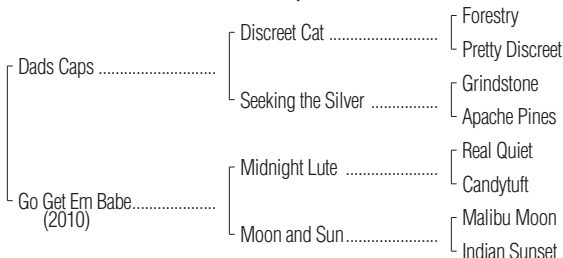 Forestry
Discreet Cat ..........................
Pretty Discreet
Dads Caps ............................
Grindstone
Seeking the Silver ................
Apache Pines
Real Quiet
Midnight Lute ......................
Candytuft
Go Get Em Babe....................
(2010)
Malibu Moon
Moon and Sun......................
Indian Sunset